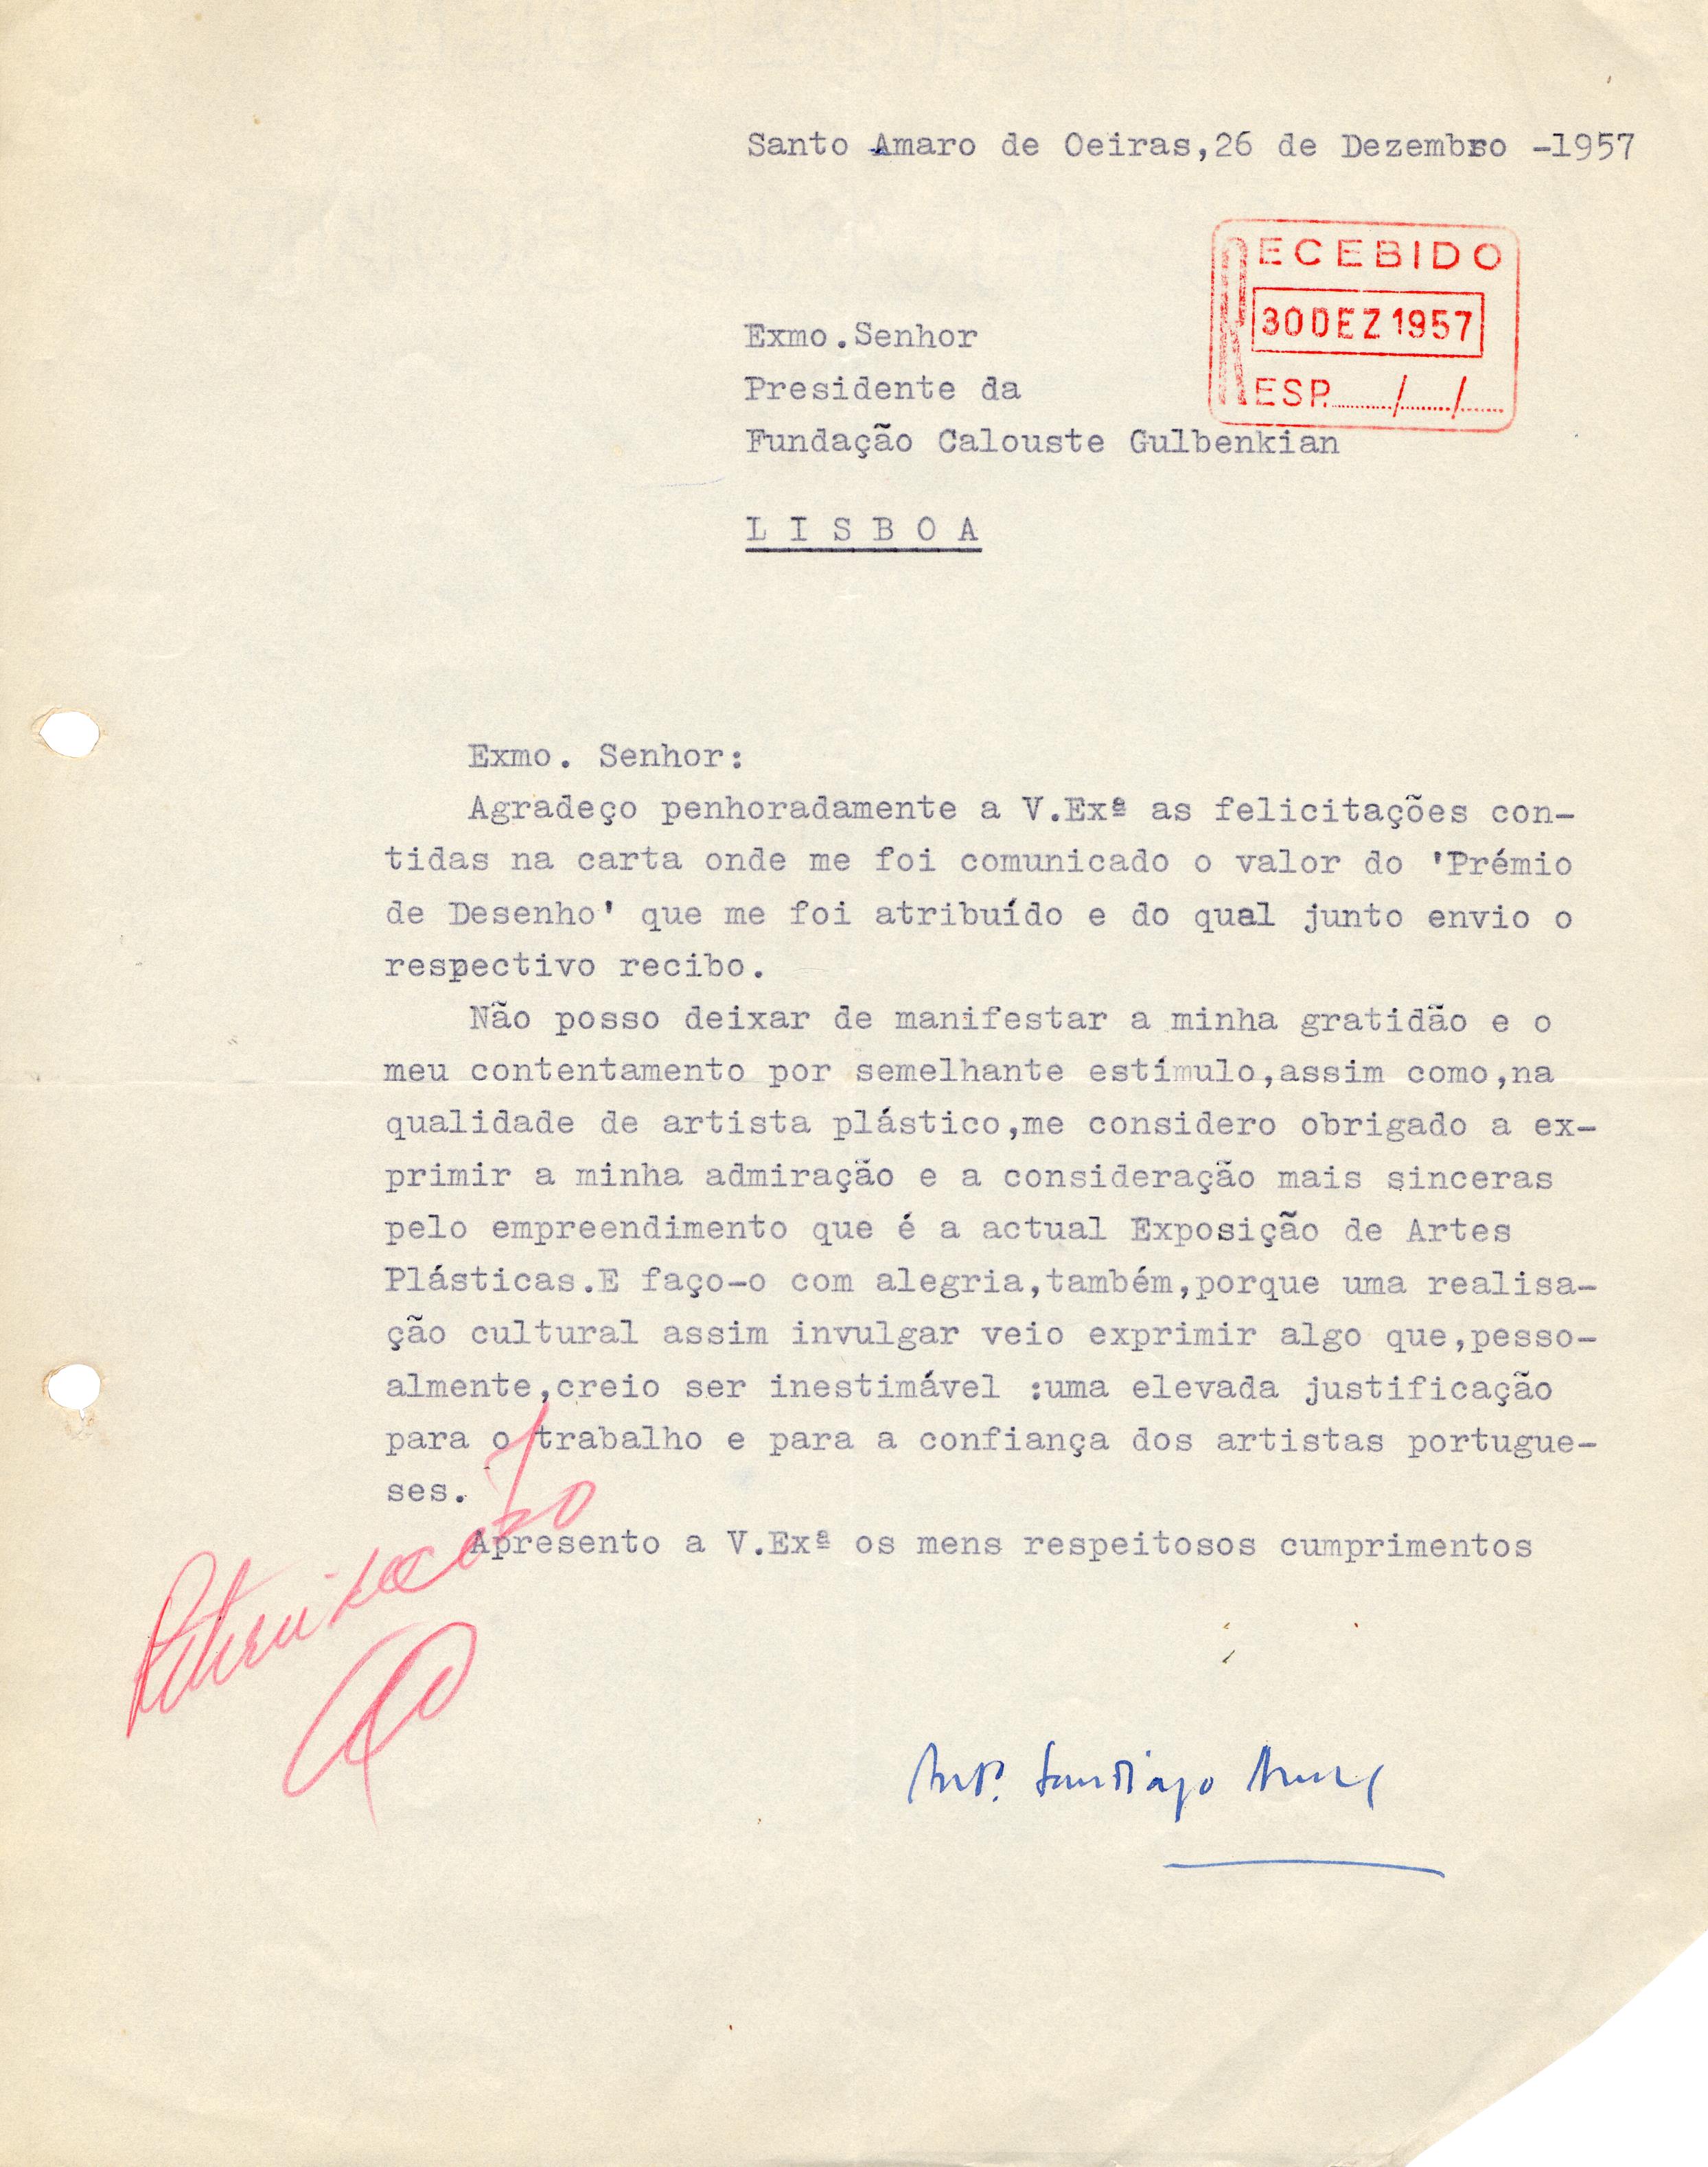 Santo Amaro de Oeiras,26 de Dezembro -1957
RECEBIDO
30 DEZ 1957
RESP. / /
Exmo.Senhor
Presidente da
Fundação Calouste Gulbenkian
L I S B O A
Exmo. Senhor:
Agradeço penhoradamente a V.Exª as felicitações con-
tidas na carta onde me foi comunicado o valor do 'Prémio
de Desenho' que me foi atribuído e do qual junto envio o
respectivo recibo.
Não posso deixar de manifestar a minha gratidão e o
meu contentamento por semelhante estímulo,assim como,na
qualidade de artista plástico,me considero obrigado a ex-
primir a minha admiração e a consideração mais sinceras
pelo empreendimento que é a actual Exposição de Artes
Plásticas.E faço-o com alegria,também,porque uma realisa-
ção cultural assim invulgar veio exprimir algo que,pesso-
almente,creio ser inestimável :uma elevada justificação
para o trabalho e para a confiança dos artistas portugue-
ses.
Apresento a V.Exª os mens respeitosos cumprimentos
Santiago